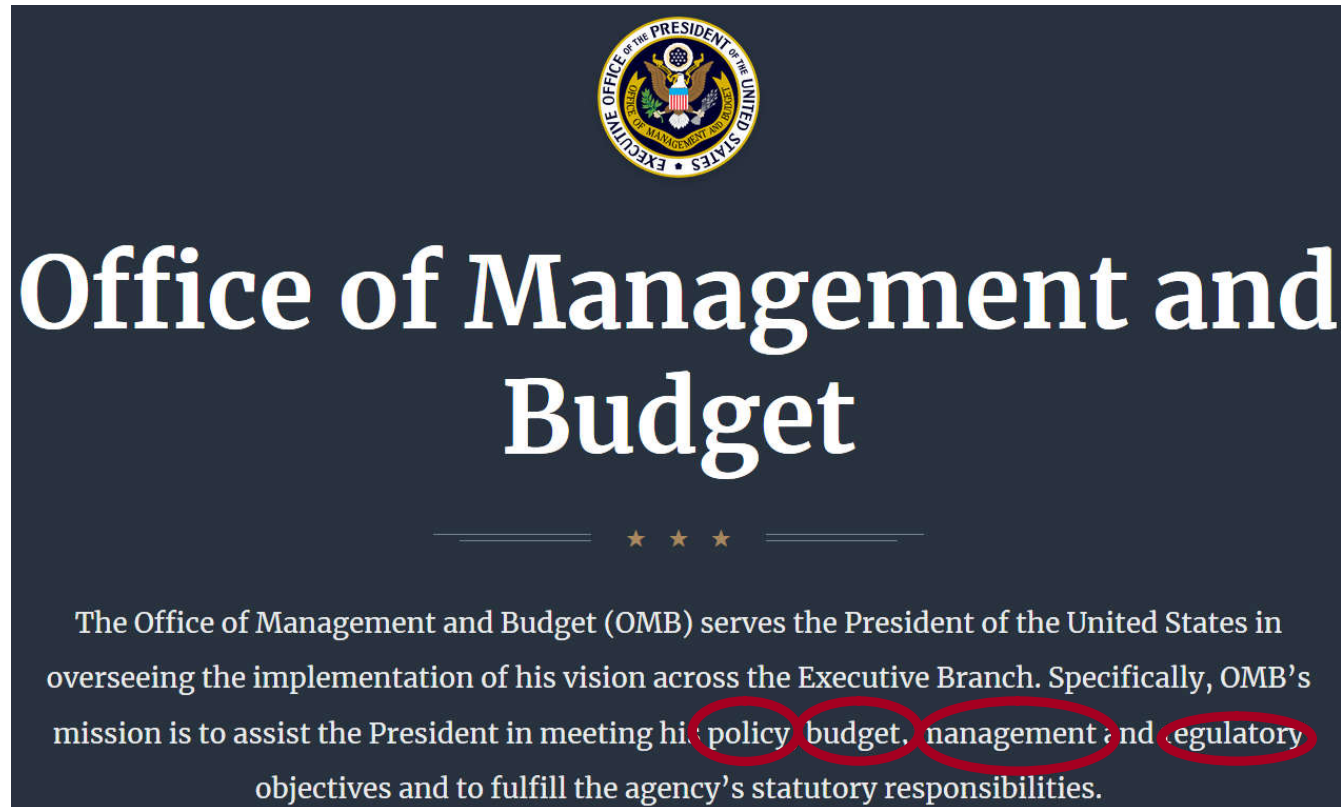 EXECUTIVE OFFICE OF THE PRESIDENT OF THE UNITED STATES
OFFICE OF MANAGEMENT AND BUDGET
Office of Management and
Budget
The Office of Management and Budget (OMB) serves the President of the United States in
overseeing the implementation of his vision across the Executive Branch. Specifically, OMB’s
mission is to assist the President in meeting his policy, budget, management and regulatory
objectives and to fulfill the agency’s statutory responsibilities.